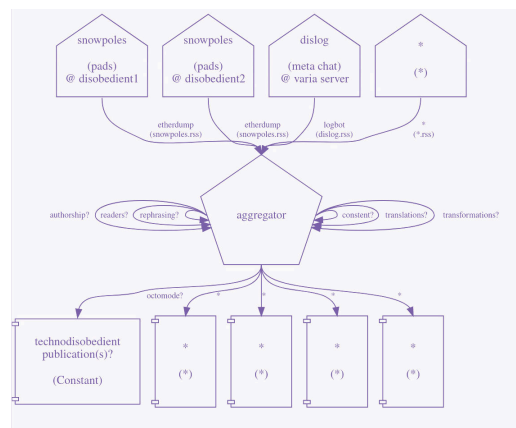 snowpoles
(pads)
@ disobedient1
snowpoles
(pads)
@ disobedient2
dislog
(meta chat)
@ varia server
*
(*)
etherdump
(snowpoles.rss)
etherdump
(snowpoles.rss)
logbot
(dislog.rss)
*
(*.rss)
authorship?
readers?
rephrasing?
aggregator
constent?
translations?
transformations?
octomode?
*
*
*
*
technodisobedient
publication(s)?
(Constant)
*
(*)
*
(*)
*
(*)
*
(*)